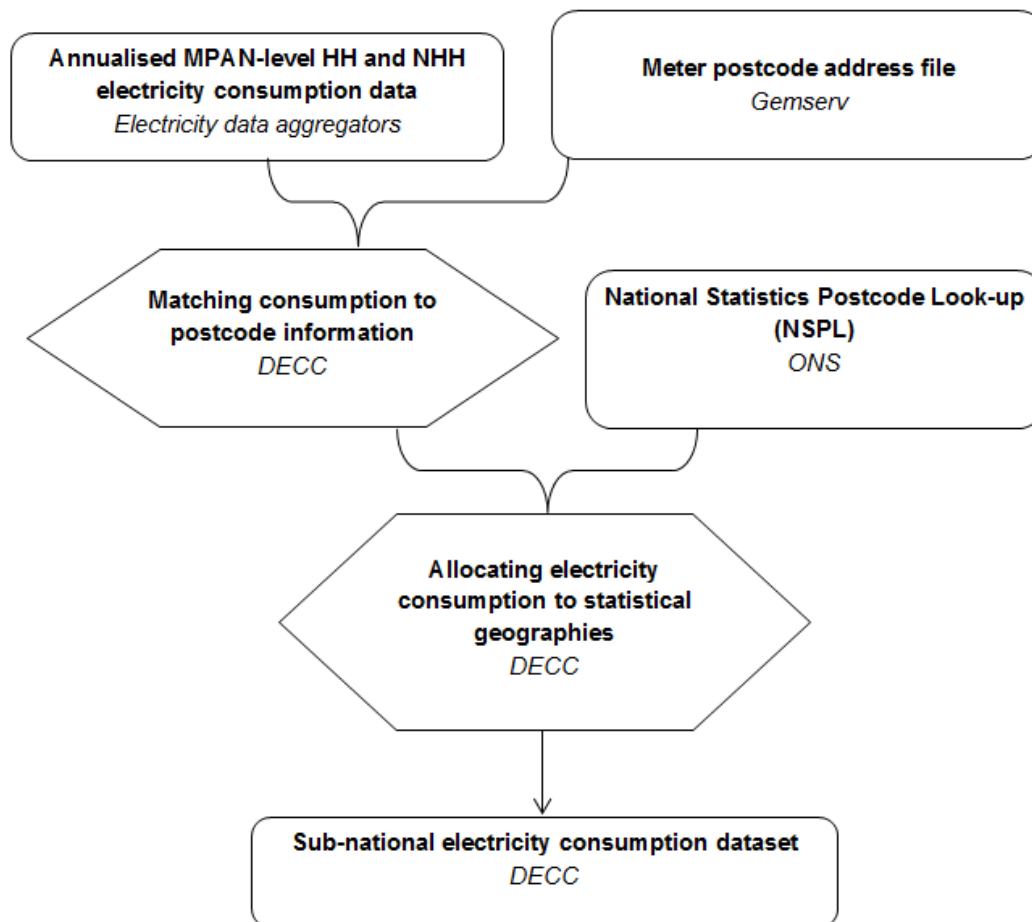 Annualised MPAN-level HH and NHH
electricity consumption data
Electricity data aggregators
Meter postcode address file
Gemserv
Matching consumption to
postcode information
DECC
National Statistics Postcode Look-up
(NSPL)
ONS
Allocating electricity
consumption to statistical
geographies
DECC
Sub-national electricity consumption dataset
DECC